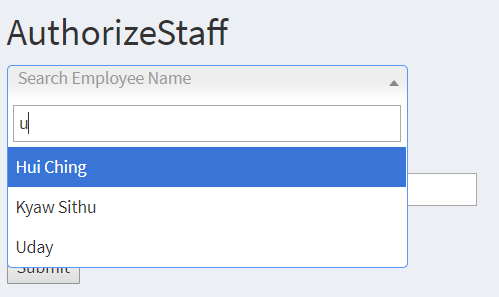 AuthorizeStaff
Search Employee Name
u
Hui Ching
Kyaw Sithu
Uday
Submit